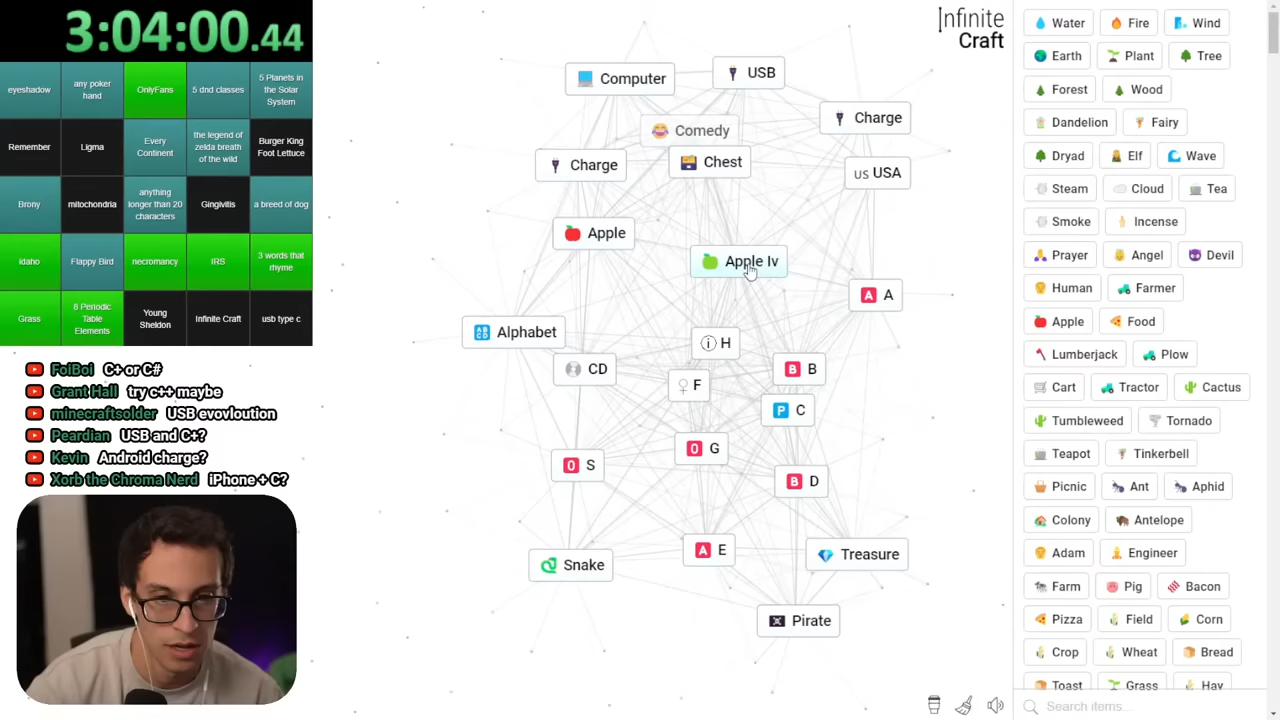 3:04:00.44
eyeshadow
any poker
hand
OnlyFans
5 dnd classes
5 Planets in
the Solar
System
Remember
Ligma
Every
Continent
the legend of
zelda breath
of the wild
Burger King
Foot Lettuce
Brony
mitochondria
anything
longer than 20
characters
Gingivitis
a breed of dog
Idaho
Flappy Bird
necromancy
IRS
3 words that
rhyme
Grass
8 Periodic
Table
Elements
Young
Sheldon
Infinite Craft
usb type c
FoiBoi C+ or C#
Grant Hall try c++ maybe
minecraftsolder USB evovloution
Peardian USB and C+?
Kevin Android charge?
Xorb the Chroma Nerd iPhone + C?
Infinite
Craft
Computer
USB
Charge
Comedy
Charge
Chest
US USA
Apple
Apple Iv
A A
ABCD Alphabet
H
CD
B B
F
P C
O G
O S
B D
A E
Treasure
Snake
Pirate
Water Fire Wind
Earth Plant Tree
Forest Wood
Dandelion Fairy
Dryad Elf Wave
Steam Cloud Tea
Smoke Incense
Prayer Angel Devil
Human Farmer
Apple Food
Lumberjack Plow
Cart Tractor Cactus
Tumbleweed Tornado
Teapot Tinkerbell
Picnic Ant Aphid
Colony Antelope
Adam Engineer
Farm Pig Bacon
Pizza Field Corn
Crop Wheat Bread
Toast Grass Hay
Search items...